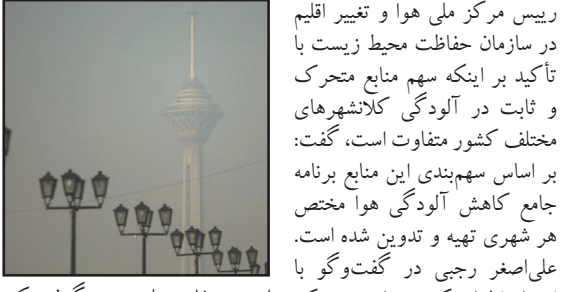 رییس مرکز ملی هوا و تغییر اقلیم
در سازمان حفاظت محیط زیست با
تأکید بر اینکه سهم منابع متحرک
و ثابت در آلودگی کلانشهرهای
مختلف کشور متفاوت است، گفت:
بر اساس سهم‌بندی این منابع برنامه
جامع کاهش آلودگی هوا مختص
هر شهری تهیه و تدوین شده است.
علی‌اصغر رجبی در گفت‌وگو با